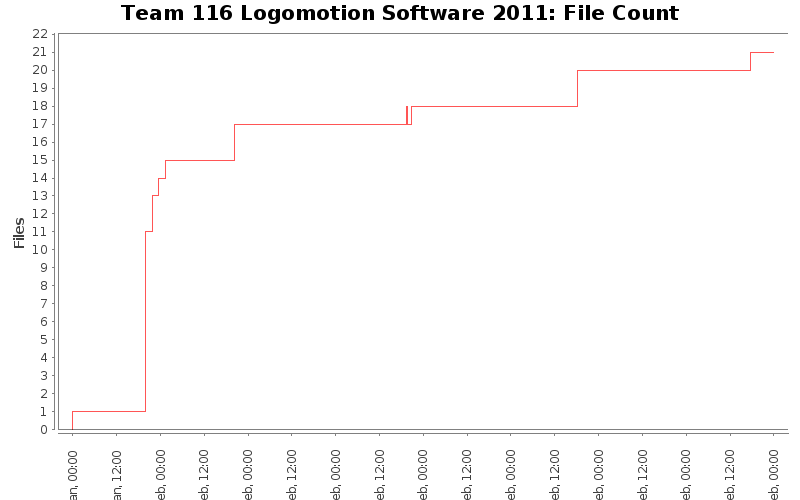 Team 116 Logomotion Software 2011: File Count
Files
22
21
20
19
18
17
16
15
14
13
12
11
10
9
8
7
6
5
4
3
2
1
0
an, 00:00
an, 12:00
eb, 00:00
eb, 12:00
eb, 00:00
eb, 12:00
eb, 00:00
eb, 12:00
eb, 00:00
eb, 12:00
eb, 00:00
eb, 12:00
eb, 00:00
eb, 12:00
eb, 00:00
eb, 12:00
eb, 00:00